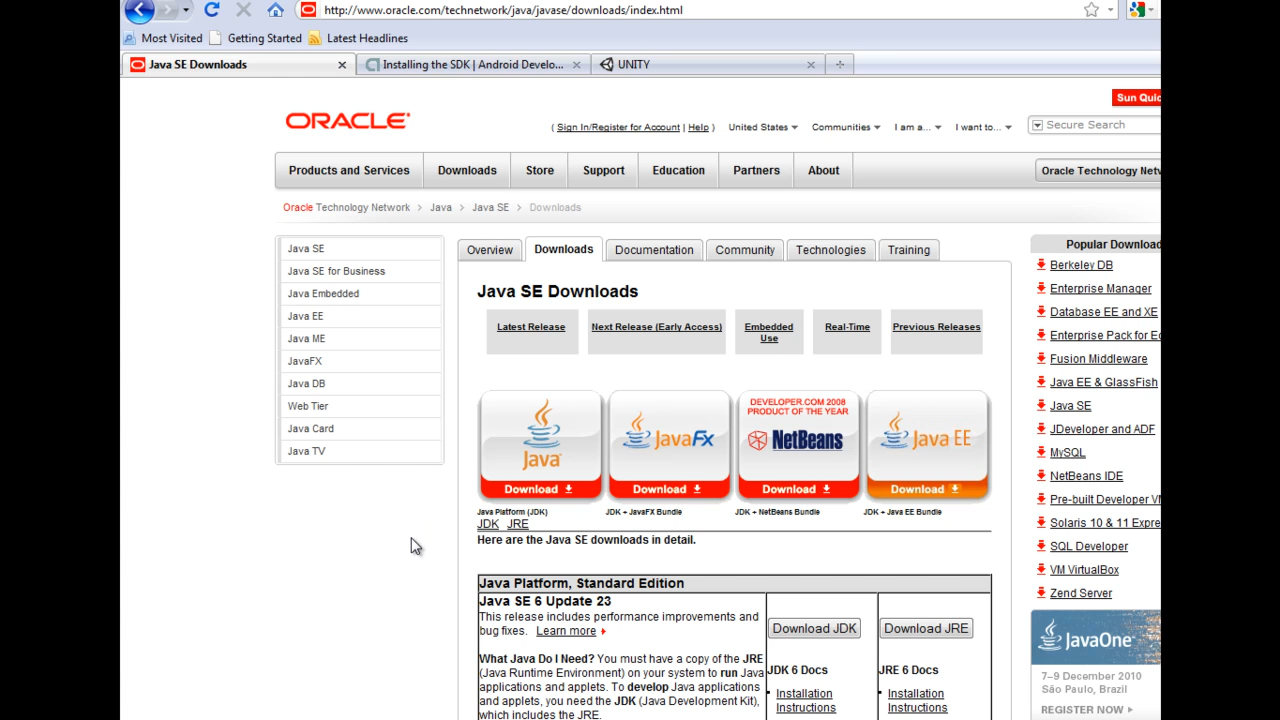 http://www.oracle.com/technetwork/java/javase/downloads/index.html
Most Visited Getting Started Latest Headlines
Java SE Downloads Installing the SDK | Android Develo... UNITY
Sun Quic
ORACLE
( Sign In/Register for Account | Help ) United States Communities I am a... I want to... Secure Search
Products and Services Downloads Store Support Education Partners About Oracle Technology Netw
Oracle Technology Network > Java > Java SE > Downloads
Java SE
Java SE for Business
Java Embedded
Java EE
Java ME
JavaFX
Java DB
Web Tier
Java Card
Java TV
Overview Downloads Documentation Community Technologies Training
Java SE Downloads
Latest Release Next Release (Early Access) Embedded Use Real-Time Previous Releases
Java
Download
JavaFX
Download
DEVELOPER.COM 2008
PRODUCT OF THE YEAR
NetBeans
Download
Java EE
Download
Java Platform (JDK) JDK + JavaFX Bundle JDK + NetBeans Bundle JDK + Java EE Bundle
JDK JRE
Here are the Java SE downloads in detail.
Java Platform, Standard Edition
Java SE 6 Update 23
This release includes performance improvements and
bug fixes. Learn more
What Java Do I Need? You must have a copy of the JRE
(Java Runtime Environment) on your system to run Java
applications and applets. To develop Java applications
and applets, you need the JDK (Java Development Kit),
which includes the JRE.
Download JDK
JDK 6 Docs
Installation
Instructions
Download JRE
JRE 6 Docs
Installation
Instructions
Popular Download
Berkeley DB
Enterprise Manager
Database EE and XE
Enterprise Pack for Ec
Fusion Middleware
Java EE & GlassFish
Java SE
JDeveloper and ADF
MySQL
NetBeans IDE
Pre-built Developer VM
Solaris 10 & 11 Expre
SQL Developer
VM VirtualBox
Zend Server
JavaOne
7–9 December 2010
São Paulo, Brazil
REGISTER NOW